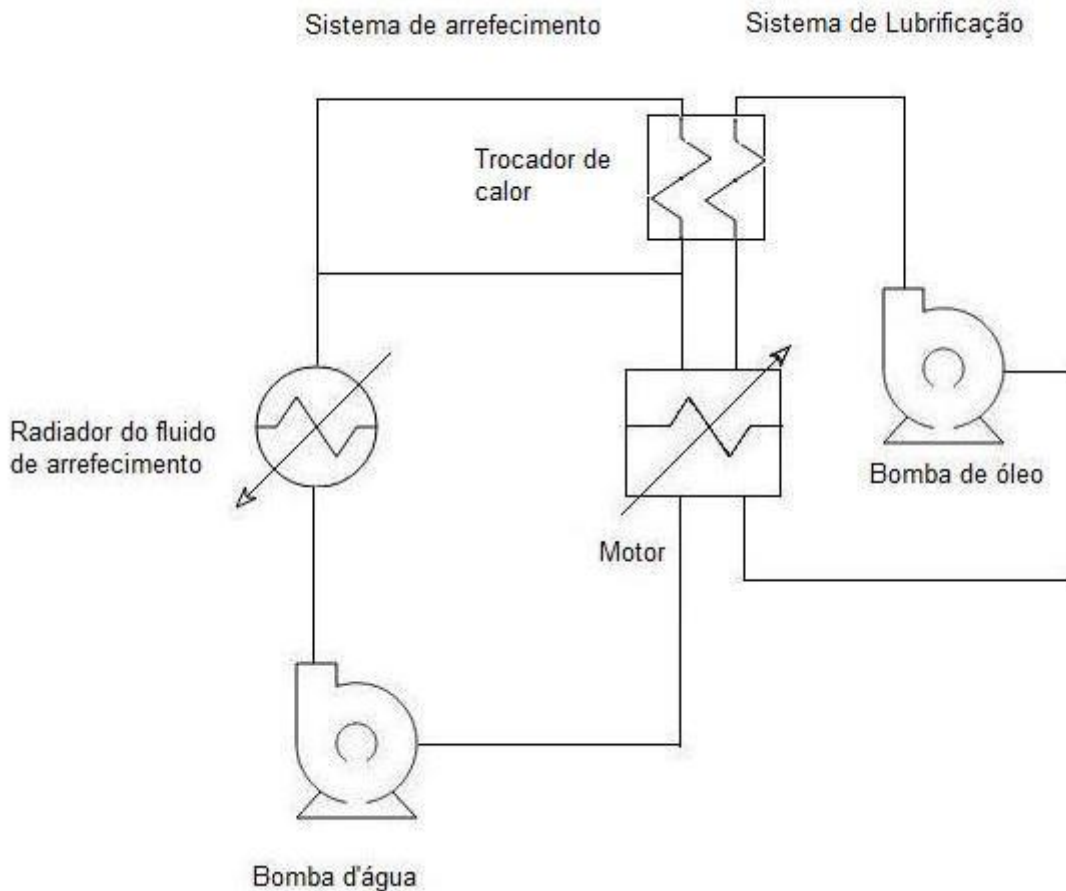 Sistema de arrefecimento
Sistema de Lubrificação
Trocador de
calor
Radiador do fluido
de arrefecimento
Bomba de óleo
Motor
Bomba d'água